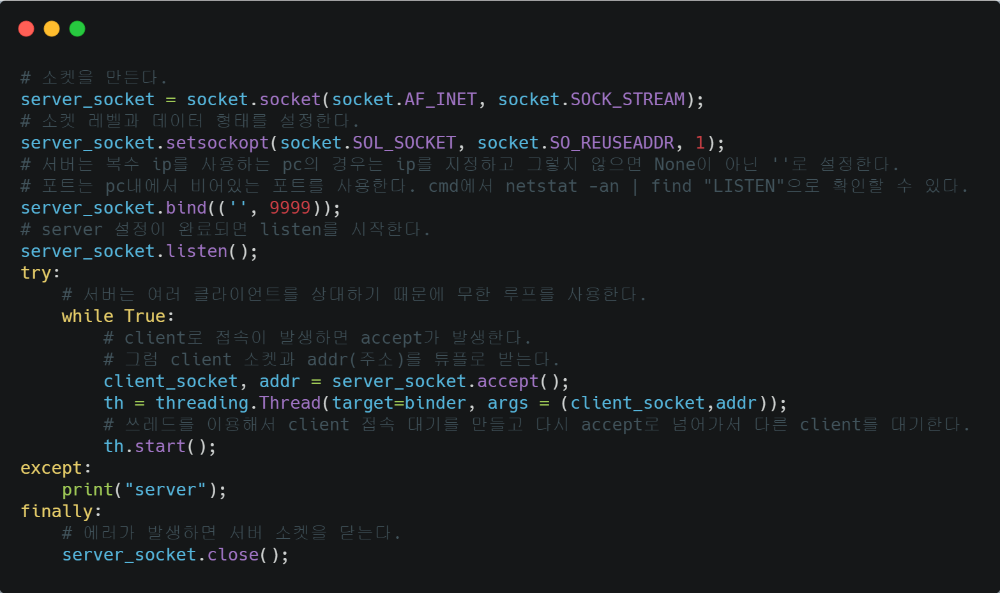 # 소켓을 만든다.
server_socket = socket.socket(socket.AF_INET, socket.SOCK_STREAM);
# 소켓 레벨과 데이터 형태를 설정한다.
server_socket.setsockopt(socket.SOL_SOCKET, socket.SO_REUSEADDR, 1);
# 서버는 복수 ip를 사용하는 pc의 경우는 ip를 지정하고 그렇지 않으면 None이 아닌 ''로 설정한다.
# 포트는 pc내에서 비어있는 포트를 사용한다. cmd에서 netstat -an | find "LISTEN"으로 확인할 수 있다.
server_socket.bind(('', 9999));
# server 설정이 완료되면 listen를 시작한다.
server_socket.listen();
try:
    # 서버는 여러 클라이언트를 상대하기 때문에 무한 루프를 사용한다.
    while True:
        # client로 접속이 발생하면 accept가 발생한다.
        # 그럼 client 소켓과 addr(주소)를 튜플로 받는다.
        client_socket, addr = server_socket.accept();
        th = threading.Thread(target=binder, args = (client_socket,addr));
        # 쓰레드를 이용해서 client 접속 대기를 만들고 다시 accept로 넘어가서 다른 client를 대기한다.
        th.start();
except:
    print("server");
finally:
    # 에러가 발생하면 서버 소켓을 닫는다.
    server_socket.close();